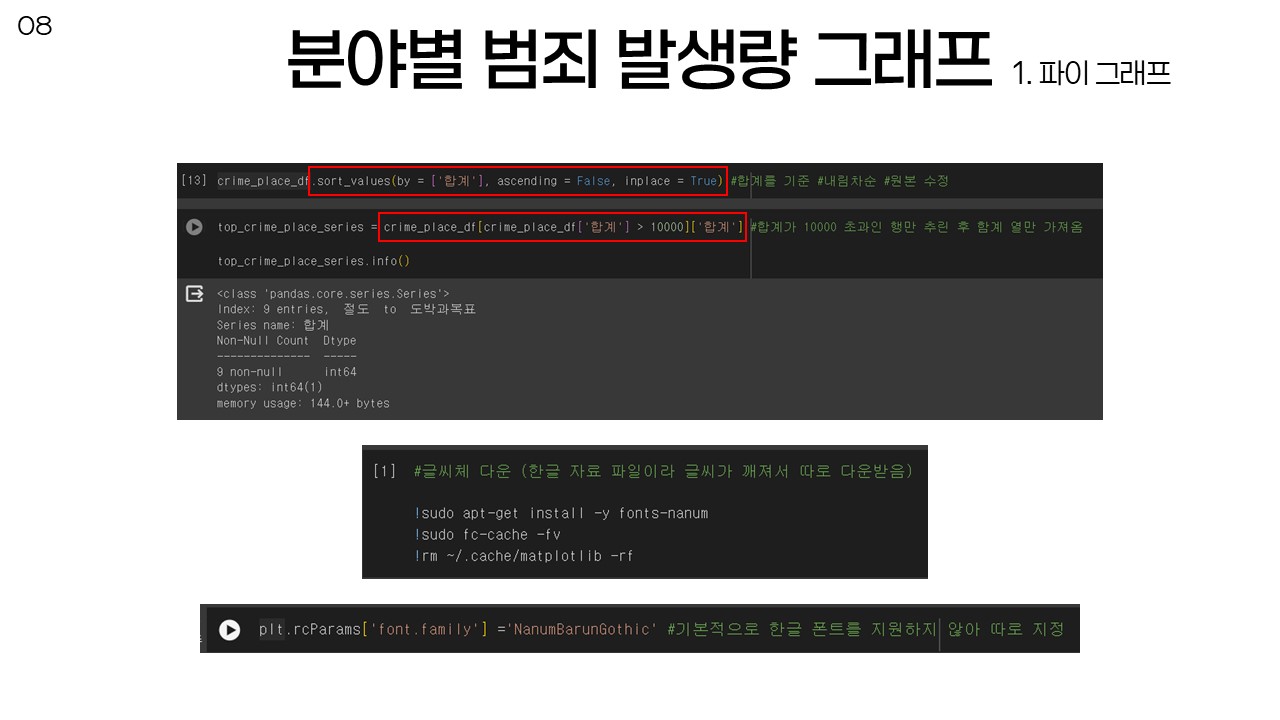 08
분야별 범죄 발생량 그래프 1. 파이 그래프
[13] crime_place_df.sort_values(by = ['합계'], ascending = False, inplace = True) #합계를 기준 #내림차순 #원본 수정
top_crime_place_series = crime_place_df[crime_place_df['합계'] > 10000]['합계'] #합계가 10000 초과인 행만 추린 후 합계 열만 가져옴
top_crime_place_series.info()
<class 'pandas.core.series.Series'>
Index: 9 entries, 절도 to 도박과복표
Series name: 합계
Non-Null Count Dtype
-------------- -----
9 non-null int64
dtypes: int64(1)
memory usage: 144.0+ bytes
[1] #글씨체 다운 (한글 자료 파일이라 글씨가 깨져서 따로 다운받음)
!sudo apt-get install -y fonts-nanum
!sudo fc-cache -fv
!rm ~/.cache/matplotlib -rf
plt.rcParams['font.family'] ='NanumBarunGothic' #기본적으로 한글 폰트를 지원하지 않아 따로 지정